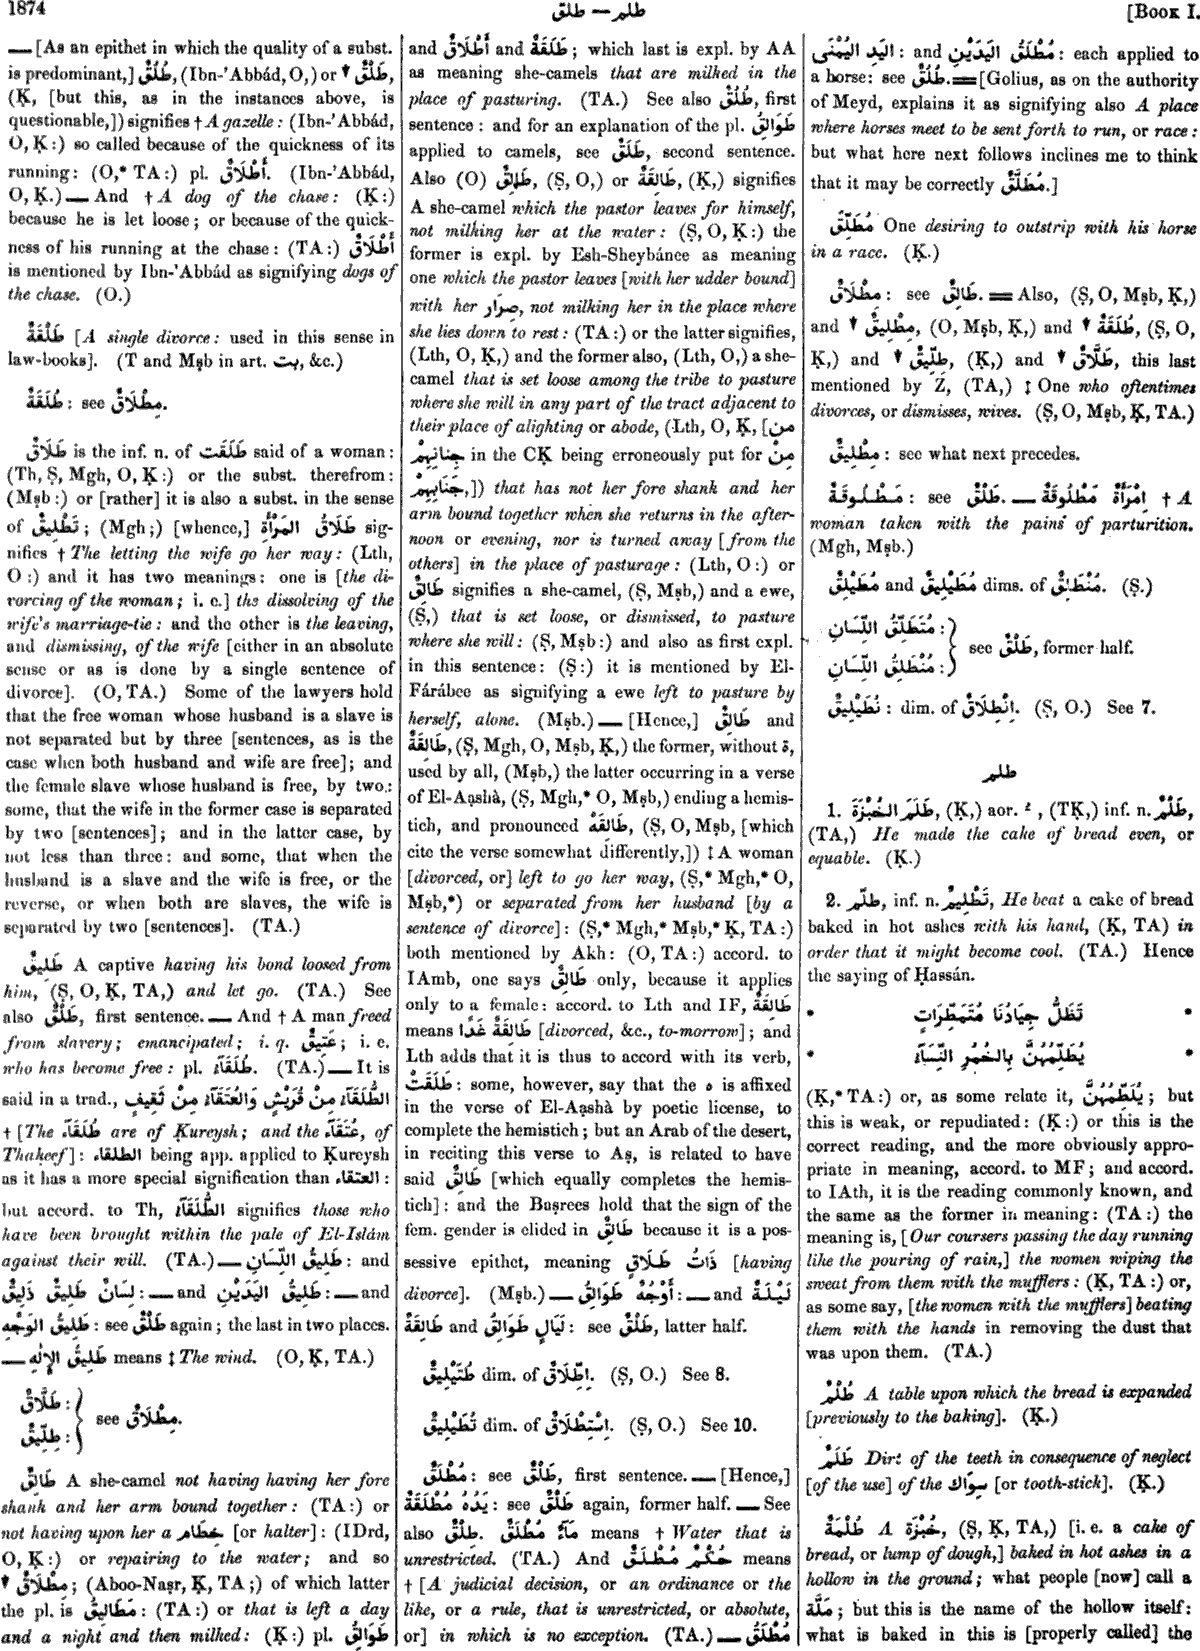 1874
طلق — طلم
[Book I.
— [As an epithet in which the quality of a subst.
is predominant,] طُلُقٌ, (Ibn-'Abbád, O,) or ▼ طَلْقٌ,
(Ḳ, [but this, as in the instances above, is
questionable,]) signifies † A gazelle: (Ibn-'Abbád,
O, Ḳ:) so called because of the quickness of its
running: (O,* TA:) pl. أَطْلَاقٌ. (Ibn-'Abbád,
O, Ḳ.) — And † A dog of the chase: (Ḳ:)
because he is let loose; or because of the quick-
ness of his running at the chase: (TA:) أَطْلَاقٌ
is mentioned by Ibn-'Abbád as signifying dogs of
the chase. (O.)
طَلْقَةٌ [A single divorce: used in this sense in
law-books]. (T and Mṣb in art. بت, &c.)
طُلَقَةٌ: see مِطْلَاقٌ.
طَلَاقٌ is the inf. n. of طَلَقَت said of a woman:
(Th, Ṣ, Mgh, O, Ḳ:) or the subst. therefrom:
(Mṣb:) or [rather] it is also a subst. in the sense
of تَطْلِيقٌ; (Mgh;) [whence,] طَلَاقُ المَرْأَةِ sig-
nifies † The letting the wife go her way: (Lth,
O:) and it has two meanings: one is [the di-
vorcing of the woman; i. e.] the dissolving of the
wife's marriage-tie: and the other is the leaving,
and dismissing, of the wife [either in an absolute
sense or as is done by a single sentence of
divorce]. (O, TA.) Some of the lawyers hold
that the free woman whose husband is a slave is
not separated but by three [sentences, as is the
case when both husband and wife are free]; and
the female slave whose husband is free, by two:
some, that the wife in the former case is separated
by two [sentences]; and in the latter case, by
not less than three: and some, that when the
husband is a slave and the wife is free, or the
reverse, or when both are slaves, the wife is
separated by two [sentences]. (TA.)
طَلِيقٌ A captive having his bond loosed from
him, (Ṣ, O, Ḳ, TA,) and let go. (TA.) See
also طَلْقٌ, first sentence. — And † A man freed
from slavery; emancipated; i. q. عَتِيقٌ; i. e.
who has become free: pl. طُلَقَآءُ. (TA.) — It is
said in a trad., الطُّلَقَآءُ مِنْ قُرَيْشٍ وَالعُتَقَآءُ مِنْ ثَقِيفٍ
† [The طُلَقَآء are of Ḳureysh; and the عُتَقَآء, of
Thaḳeef]: الطلقاء being app. applied to Ḳureysh
as it has a more special signification than العتقاء:
but accord. to Th, الطُّلَقَآءُ signifies those who
have been brought within the pale of El-Islám
against their will. (TA.) — طَلِيقُ اللِّسَانِ: and
لِسَانٌ طَلِيقٌ ذَلِيقٌ: — and طَلِيقُ اليَدَيْنِ: — and
طَلِيقُ الوَجْهِ: see طَلْقٌ again; the last in two places.
— طَلِيقُ الإِلٰهِ means ‡ The wind. (O, Ḳ, TA.)
طَلَّاقٌ:
طِلِّيقٌ: } see مِطْلَاقٌ.
طَالِقٌ A she-camel not having having her fore
shank and her arm bound together: (TA:) or
not having upon her a خِطَام [or halter]: (IDrd,
O, Ḳ:) or repairing to the water; and so
▼ مِطْلَاقٌ; (Aboo-Naṣr, Ḳ, TA;) of which latter
the pl. is مَطَالِيقُ: (TA:) or that is left a day
and a night and then milked: (Ḳ:) pl. طَوَالِقُ
and أَطْلَاقٌ and طَلَقَةٌ; which last is expl. by AA
as meaning she-camels that are milked in the
place of pasturing. (TA.) See also طُلُقٌ, first
sentence: and for an explanation of the pl. طَوَالِقُ
applied to camels, see طَلَقٌ, second sentence.
Also (O) طَالِقٌ, (Ṣ, O,) or طَالِقَةٌ, (Ḳ,) signifies
A she-camel which the pastor leaves for himself,
not milking her at the water: (Ṣ, O, Ḳ:) the
former is expl. by Esh-Sheybánee as meaning
one which the pastor leaves [with her udder bound]
with her صِرَار, not milking her in the place where
she lies down to rest: (TA:) or the latter signifies,
(Lth, O, Ḳ,) and the former also, (Lth, O,) a she-
camel that is set loose among the tribe to pasture
where she will in any part of the tract adjacent to
their place of alighting or abode, (Lth, O, Ḳ, [من
جِنَانِهِمْ in the CḲ being erroneously put for مِنْ
جَنَابِهِمْ,]) that has not her fore shank and her
arm bound together when she returns in the after-
noon or evening, nor is turned away [from the
others] in the place of pasturage: (Lth, O:) or
طَالِقٌ signifies a she-camel, (Ṣ, Mṣb,) and a ewe,
(Ṣ,) that is set loose, or dismissed, to pasture
where she will: (Ṣ, Mṣb:) and also as first expl.
in this sentence: (Ṣ:) it is mentioned by El-
Fárábee as signifying a ewe left to pasture by
herself, alone. (Mṣb.) — [Hence,] طَالِقٌ and
طَالِقَةٌ, (Ṣ, Mgh, O, Mṣb, Ḳ,) the former, without ة,
used by all, (Mṣb,) the latter occurring in a verse
of El-Aạshà, (Ṣ, Mgh,* O, Mṣb,) ending a hemis-
tich, and pronounced طَالِقَهْ, (Ṣ, O, Mṣb, [which
cite the verse somewhat differently,]) ‡ A woman
[divorced, or] left to go her way, (Ṣ,* Mgh,* O,
Mṣb,*) or separated from her husband [by a
sentence of divorce]: (Ṣ,* Mgh,* Mṣb,* Ḳ, TA:)
both mentioned by Akh: (O, TA:) accord. to
IAmb, one says طَالِقٌ only, because it applies
only to a female: accord. to Lth and IF, طَالِقَةٌ
means طَالِقَةٌ غَدًا [divorced, &c., to-morrow]; and
Lth adds that it is thus to accord with its verb,
طَلَقَتْ: some, however, say that the ه is affixed
in the verse of El-Aạshà by poetic license, to
complete the hemistich; but an Arab of the desert,
in reciting this verse to Aṣ, is related to have
said طَالِقٌ [which equally completes the hemis-
tich]: and the Baṣrees hold that the sign of the
fem. gender is elided in طَالِقٌ because it is a pos-
sessive epithet, meaning ذَاتُ طَلَاقٍ [having
divorce]. (Mṣb.) — أَوْجُهٌ طَوَالِقُ: — and لَيْلَةٌ
طَالِقَةٌ and لَيَالٍ طَوَالِقُ: see طَلْقٌ, latter half.
طُتَيْلِيقٌ dim. of اِطِّلَاقٌ. (Ṣ, O.) See 8.
تُطَيْلِيقٌ dim. of اِسْتِطْلَاقٌ. (Ṣ, O.) See 10.
مُطْلَقٌ: see طَلْقٌ, first sentence. — [Hence,]
يَدُهُ مُطْلَقَةٌ: see طَلْقٌ again, former half. — See
also طِلْقٌ. مَآءٌ مُطْلَقٌ means † Water that is
unrestricted. (TA.) And حُكْمٌ مُطْلَقٌ means
† [A judicial decision, or an ordinance or the
like, or a rule, that is unrestricted, or absolute,
or] in which is no exception. (TA.) — مُطْلَقُ
اليَدِ اليُمْنَى: and مُطْلَقُ اليَدَيْنِ: each applied to
a horse: see طُلُقٌ. = [Golius, as on the authority
of Meyd, explains it as signifying also A place
where horses meet to be sent forth to run, or race:
but what here next follows inclines me to think
that it may be correctly مُطَلَّقٌ.]
مُطَلِّقٌ One desiring to outstrip with his horse
in a race. (Ḳ.)
مِطْلَاقٌ: see طَالِقٌ. = Also, (Ṣ, O, Mṣb, Ḳ,)
and ▼ مِطْلِيقٌ, (O, Mṣb, Ḳ,) and ▼ طُلَقَةٌ, (Ṣ, O,
Ḳ,) and ▼ طِلِّيقٌ, (Ḳ,) and ▼ طَلَّاقٌ, this last
mentioned by Z, (TA,) ‡ One who oftentimes
divorces, or dismisses, wives. (Ṣ, O, Mṣb, Ḳ, TA.)
مِطْلِيقٌ: see what next precedes.
مَطْلُوقَةٌ: see طَلْقٌ. — اِمْرَأَةٌ مَطْلُوقَةٌ † A
woman taken with the pains of parturition.
(Mgh, Mṣb.)
مُطَيْلِقٌ and مُطَيْلِيقٌ dims. of مُنْطَلِقٌ. (Ṣ.)
مُتَطَلِّقُ اللِّسَانِ:
مُنْطَلِقُ اللِّسَانِ: } see طَلْقٌ, former half.
نُطَيْلِيقٌ: dim. of اِنْطِلَاقٌ. (Ṣ, O.) See 7.
طلم
1. طَلَمَ الخُبْزَةَ, (Ḳ,) aor. ـُ, (TḲ,) inf. n. طَلْمٌ,
(TA,) He made the cake of bread even, or
equable. (Ḳ.)
2. طلّم, inf. n. تَطْلِيمٌ, He beat a cake of bread
baked in hot ashes with his hand, (Ḳ, TA) in
order that it might become cool. (TA.) Hence
the saying of Ḥassán.
* تَظَلُّ جِيَادُنَا مُتَمَطِّرَاتٍ *
* يُطَلِّمُهُنَّ بِالخُمُرِ النِّسَآءُ *
(Ḳ,* TA:) or, as some relate it, يُلَطِّمُهُنَّ; but
this is weak, or repudiated: (Ḳ:) or this is the
correct reading, and the more obviously appro-
priate in meaning, accord. to MF; and accord.
to IAth, it is the reading commonly known, and
the same as the former in meaning: (TA:) the
meaning is, [Our coursers passing the day running
like the pouring of rain,] the women wiping the
sweat from them with the mufflers: (Ḳ, TA:) or,
as some say, [the women with the mufflers] beating
them with the hands in removing the dust that
was upon them. (TA.)
طُلْمٌ A table upon which the bread is expanded
[previously to the baking]. (Ḳ.)
طَلَمٌ Dirt of the teeth in consequence of neglect
[of the use] of the سِوَاك [or tooth-stick]. (Ḳ.)
طُلْمَةٌ A خُبْزَة, (Ṣ, Ḳ, TA,) [i. e. a cake of
bread, or lump of dough,] baked in hot ashes in a
hollow in the ground; what people [now] call a
مَلَّة; but this is the name of the hollow itself:
what is baked in this is [properly called] the